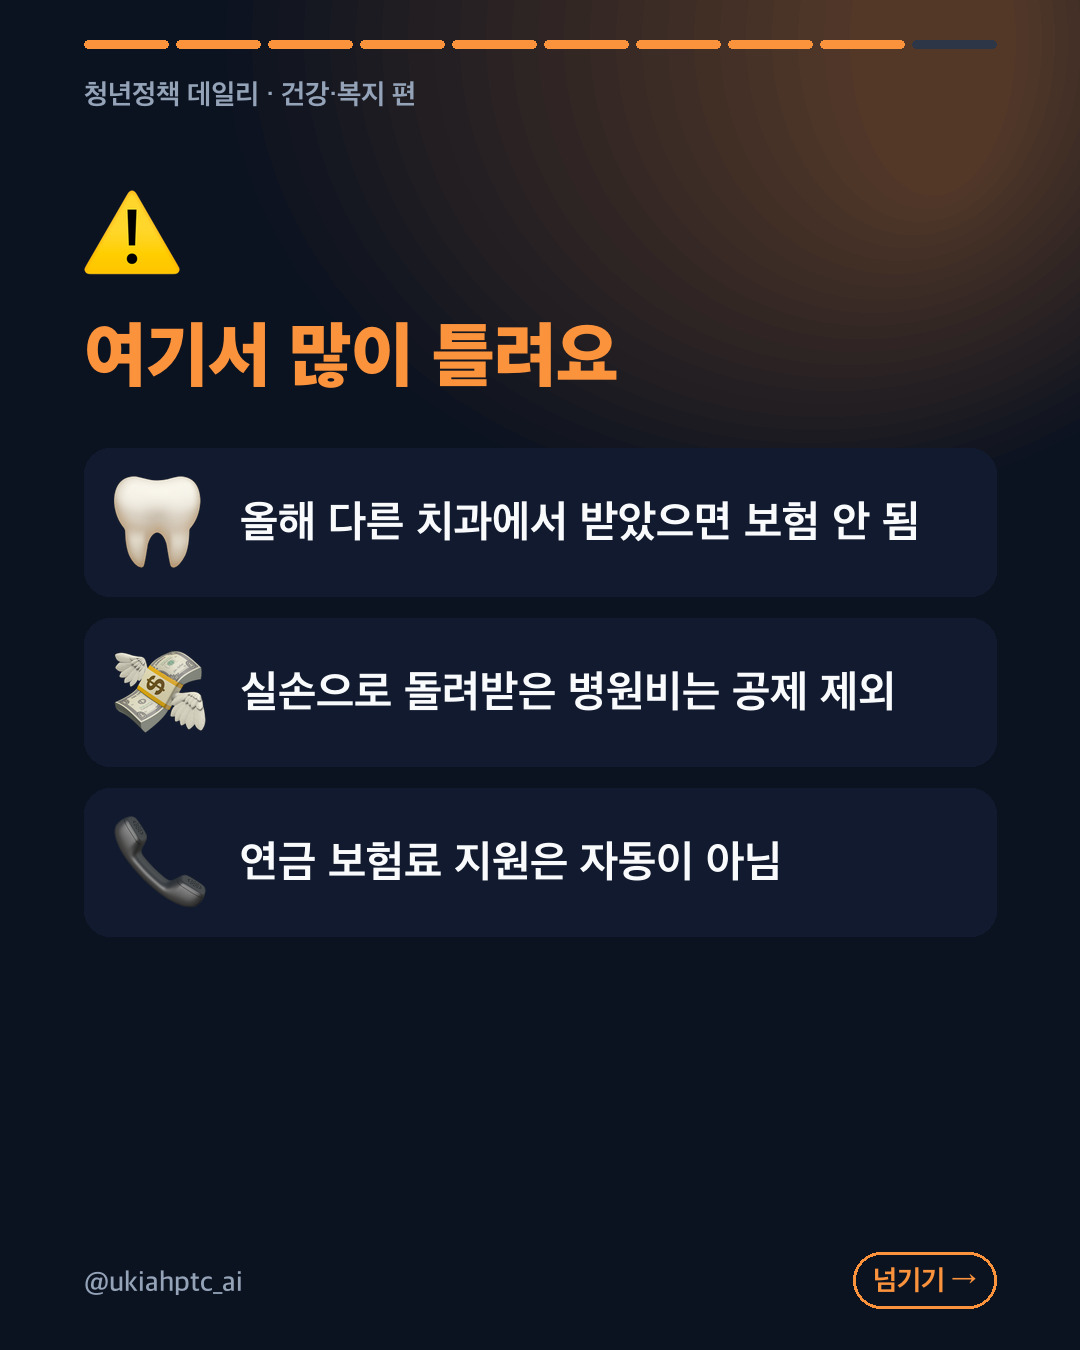 청년정책 데일리 · 건강·복지 편
여기서 많이 틀려요
올해 다른 치과에서 받았으면 보험 안 됨
실손으로 돌려받은 병원비는 공제 제외
연금 보험료 지원은 자동이 아님
@ukiahptc_ai
넘기기 →